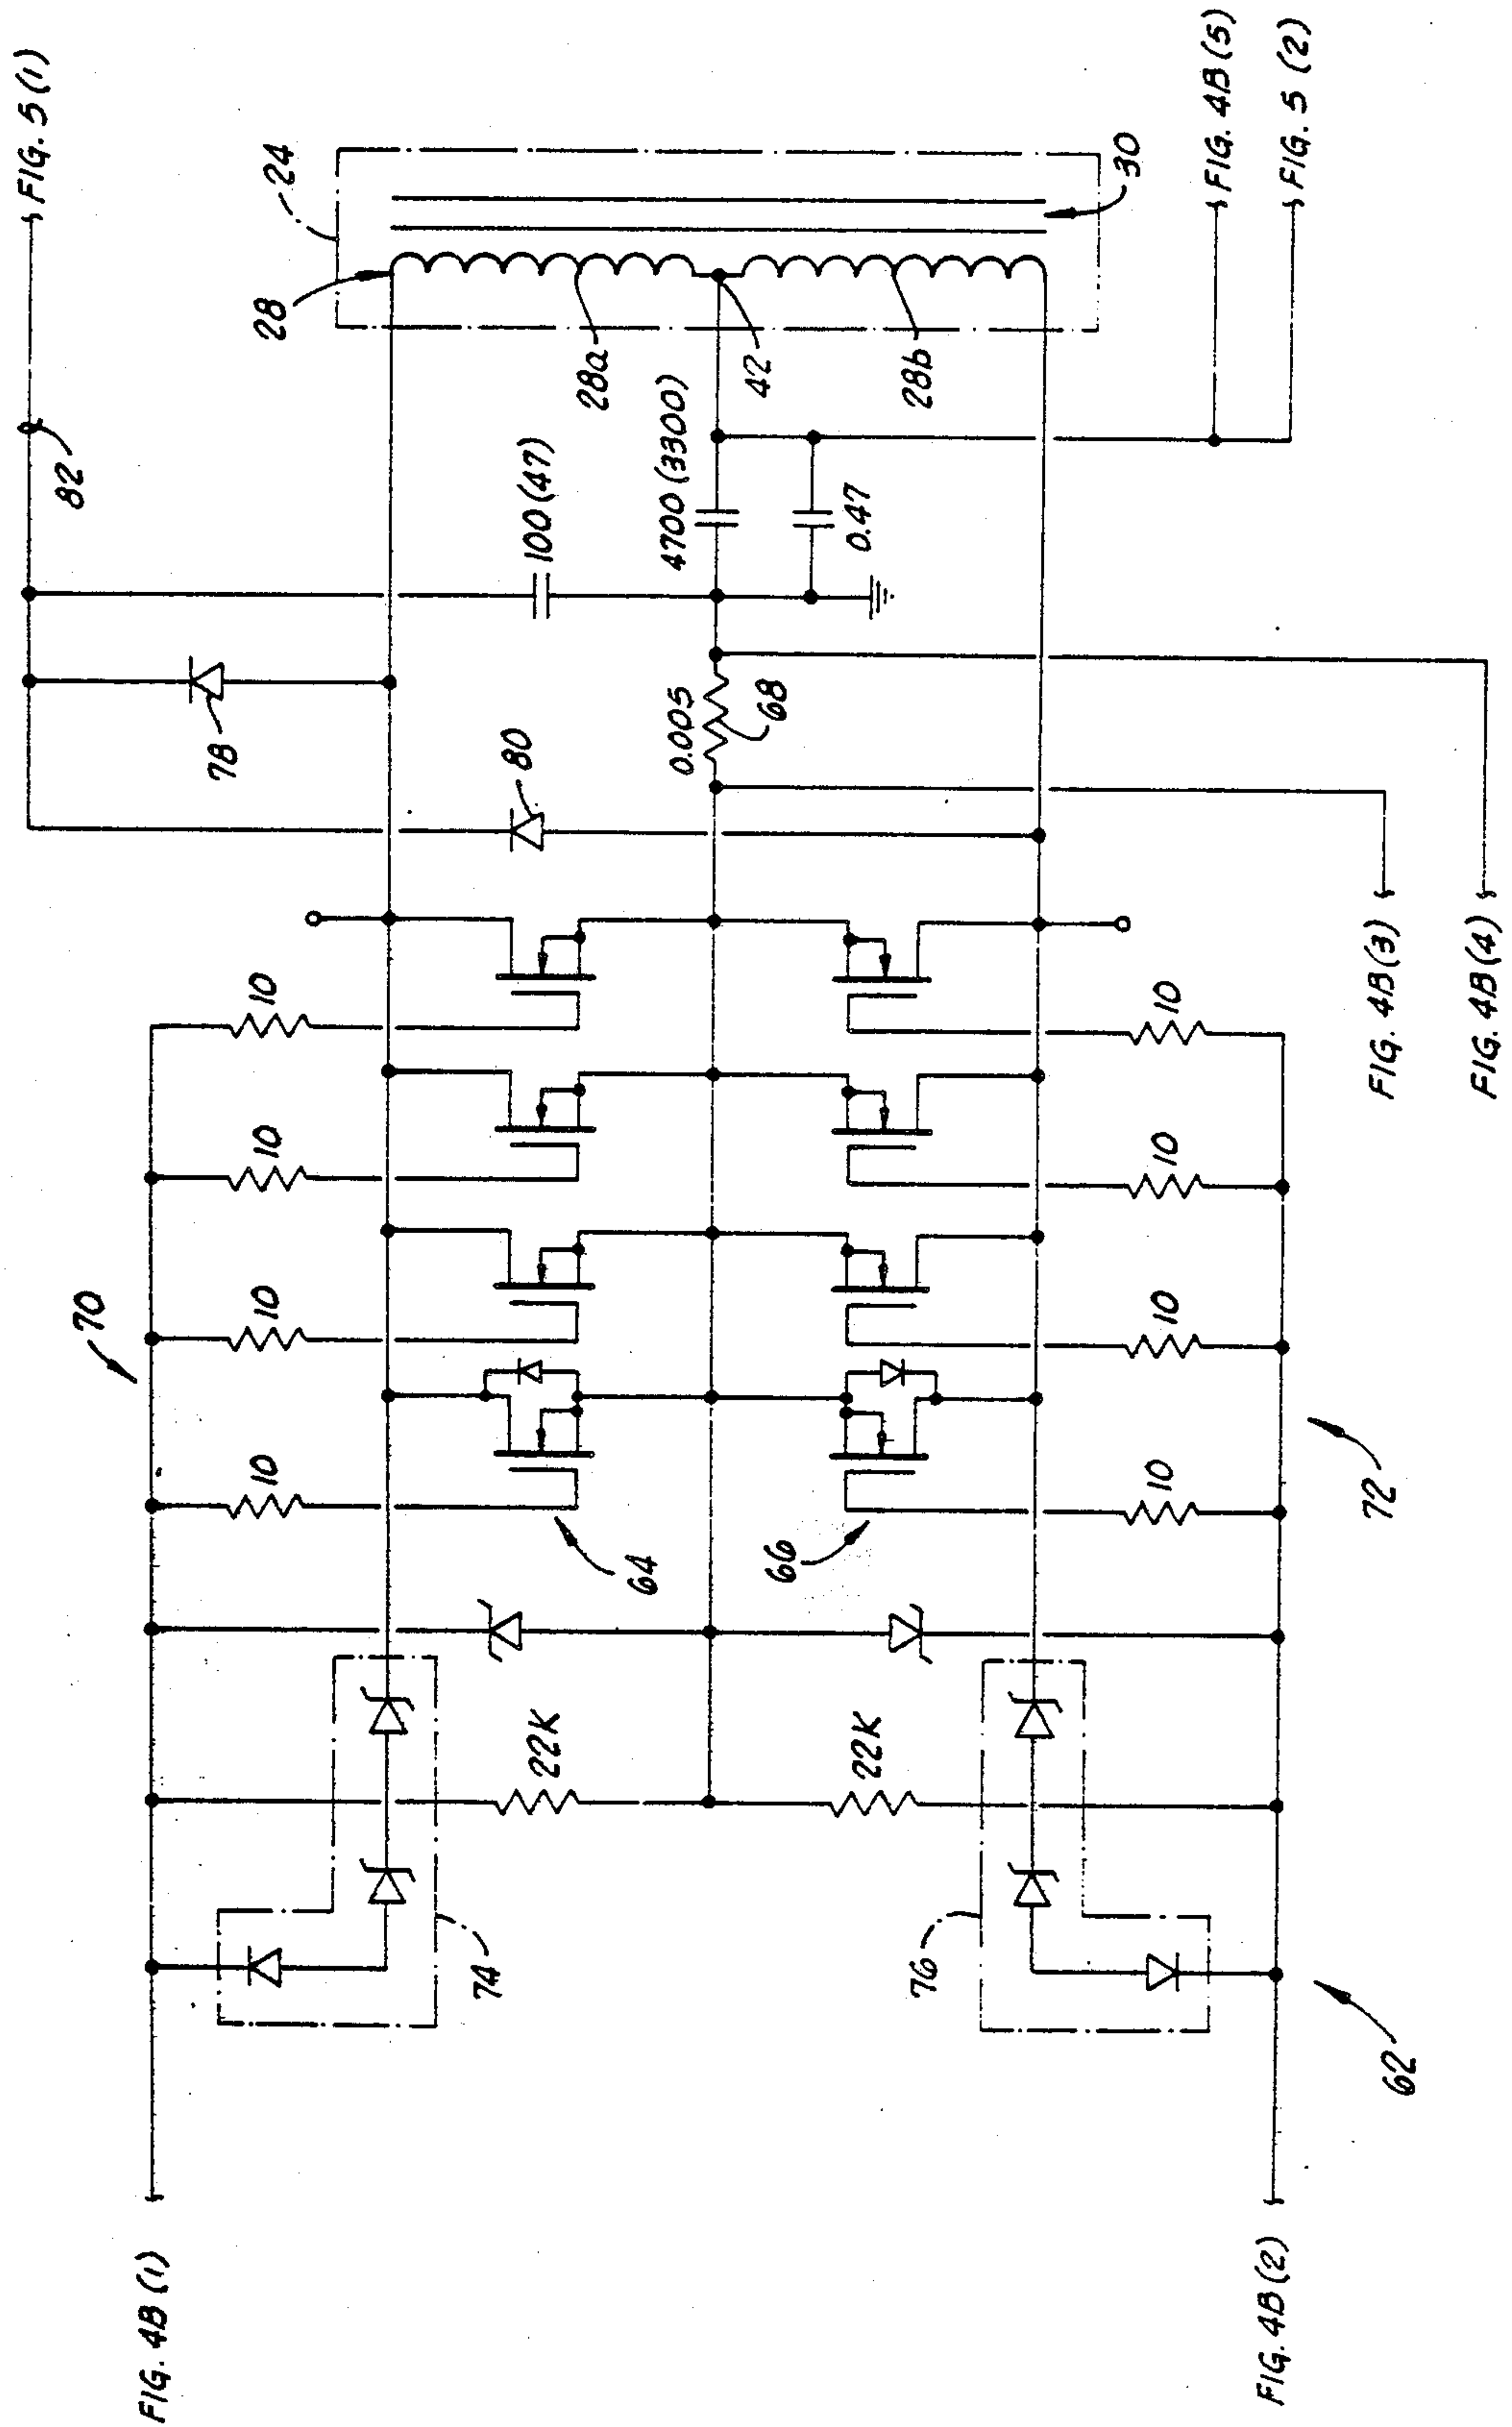 FIG. 5 (1)
82
24
28
28a
42
28b
30
100 (47)
4700 (3300)
0.47
FIG. 4B (5)
FIG. 5 (2)
78
80
0.005
68
10
10
10
10
70
10
10
10
10
72
FIG. 4B (3)
FIG. 4B (4)
64
66
22K
22K
74
76
62
FIG. 4B (1)
FIG. 4B (2)